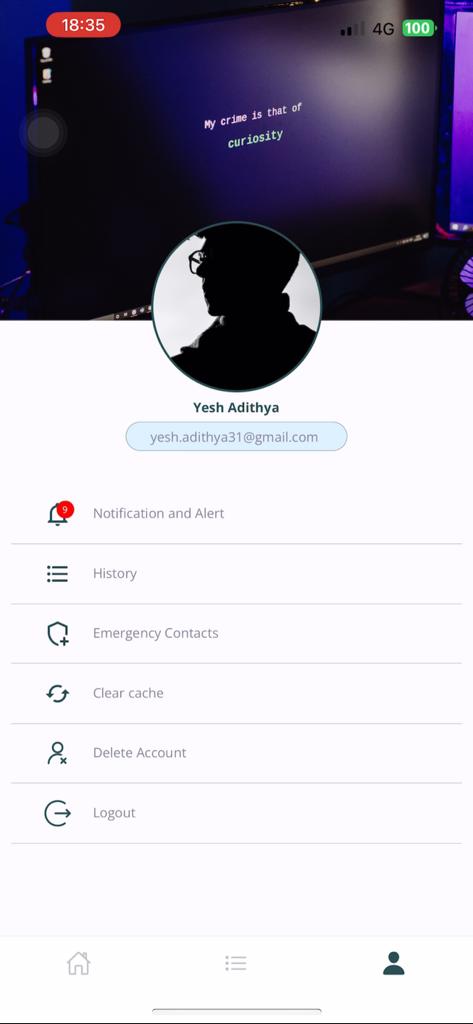 18:35
4G
100
My crime is that of
curiosity
Yesh Adithya
yesh.adithya31@gmail.com
9
Notification and Alert
History
Emergency Contacts
Clear cache
Delete Account
Logout